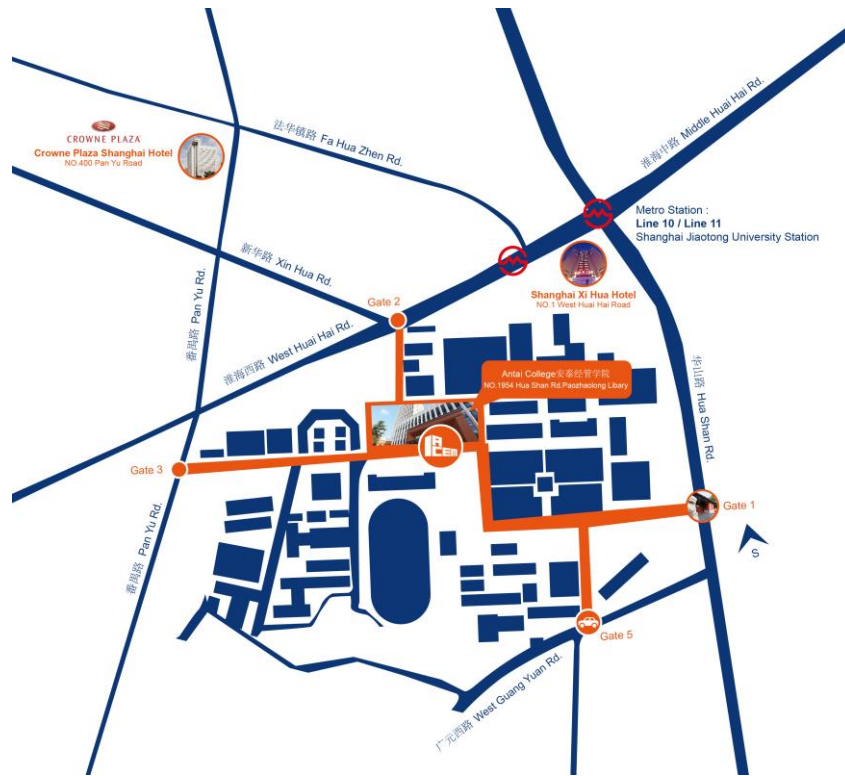 法华镇路 Fa Hua Zhen Rd.
淮海中路 Middle Huai Hai Rd.
CROWNE PLAZA
Crowne Plaza Shanghai Hotel
NO.400 Pan Yu Road
Metro Station :
Line 10 / Line 11
Shanghai Jiaotong University Station
新华路 Xin Hua Rd.
Shanghai Xi Hua Hotel
NO.1 West Huai Hai Road
番禺路 Pan Yu Rd.
Gate 2
淮海西路 West Huai Hai Rd.
Antai College安泰经管学院
NO.1954 Hua Shan Rd.Paozhaolong Libary
华山路 Hua Shan Rd.
ACEM
Gate 3
Gate 1
S
番禺路 Pan Yu Rd.
Gate 5
广元西路 West Guang Yuan Rd.